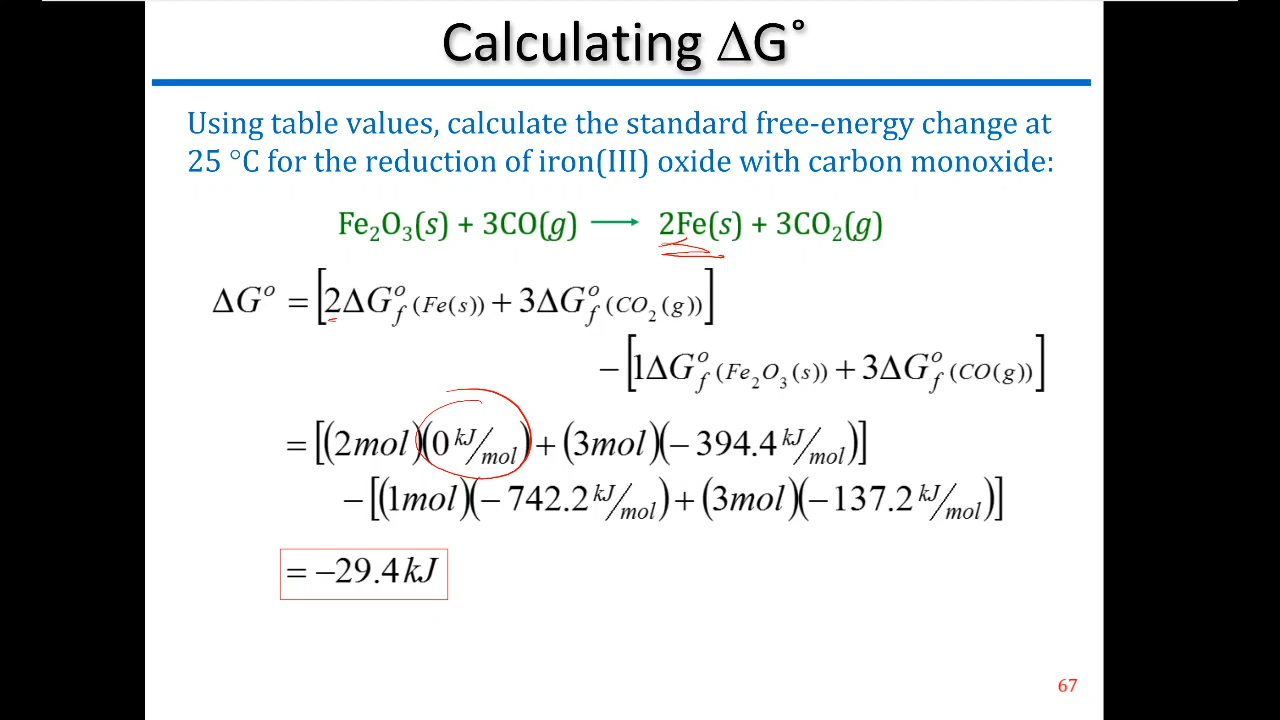 Calculating ΔG˚
Using table values, calculate the standard free-energy change at
25 °C for the reduction of iron(III) oxide with carbon monoxide:
Fe₂O₃(s) + 3CO(g) ⟶ 2Fe(s) + 3CO₂(g)
ΔG° = [2ΔG°f (Fe(s)) + 3ΔG°f (CO₂(g))]
− [1ΔG°f (Fe₂O₃(s)) + 3ΔG°f (CO(g))]
= [(2mol)(0 kJ/mol) + (3mol)(−394.4 kJ/mol)]
− [(1mol)(−742.2 kJ/mol) + (3mol)(−137.2 kJ/mol)]
= −29.4 kJ
67